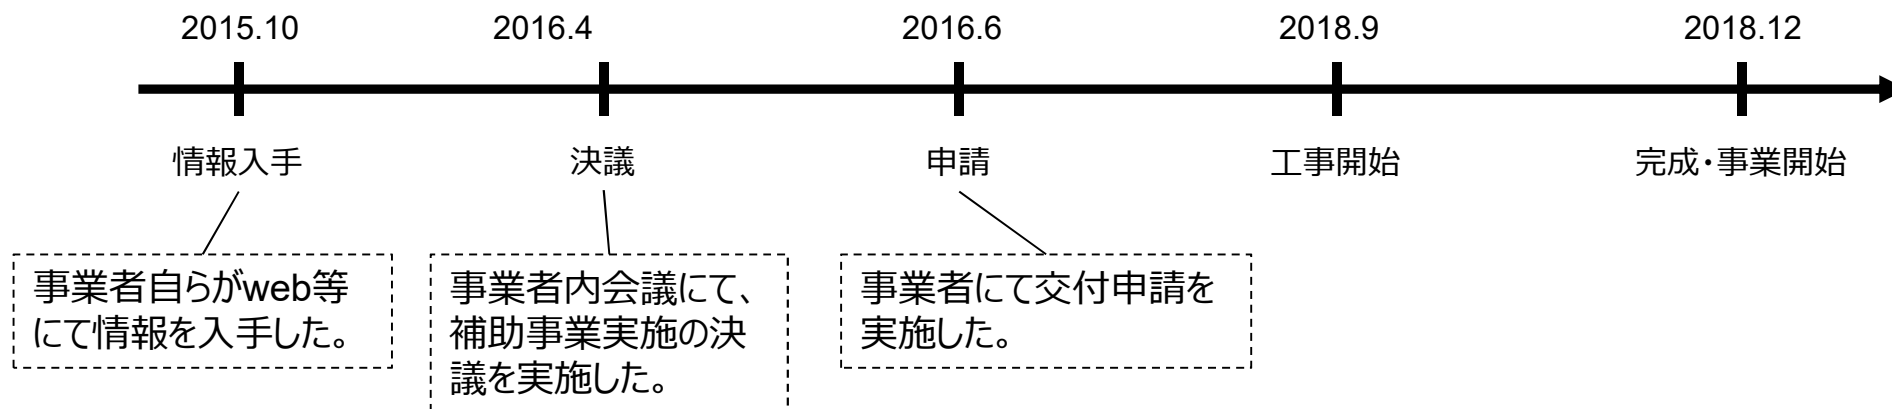 2015.10
2016.4
2016.6
2018.9
2018.12
情報入手
決議
申請
工事開始
完成・事業開始
事業者自らがweb等
にて情報を入手した。
事業者内会議にて、
補助事業実施の決
議を実施した。
事業者にて交付申請を
実施した。